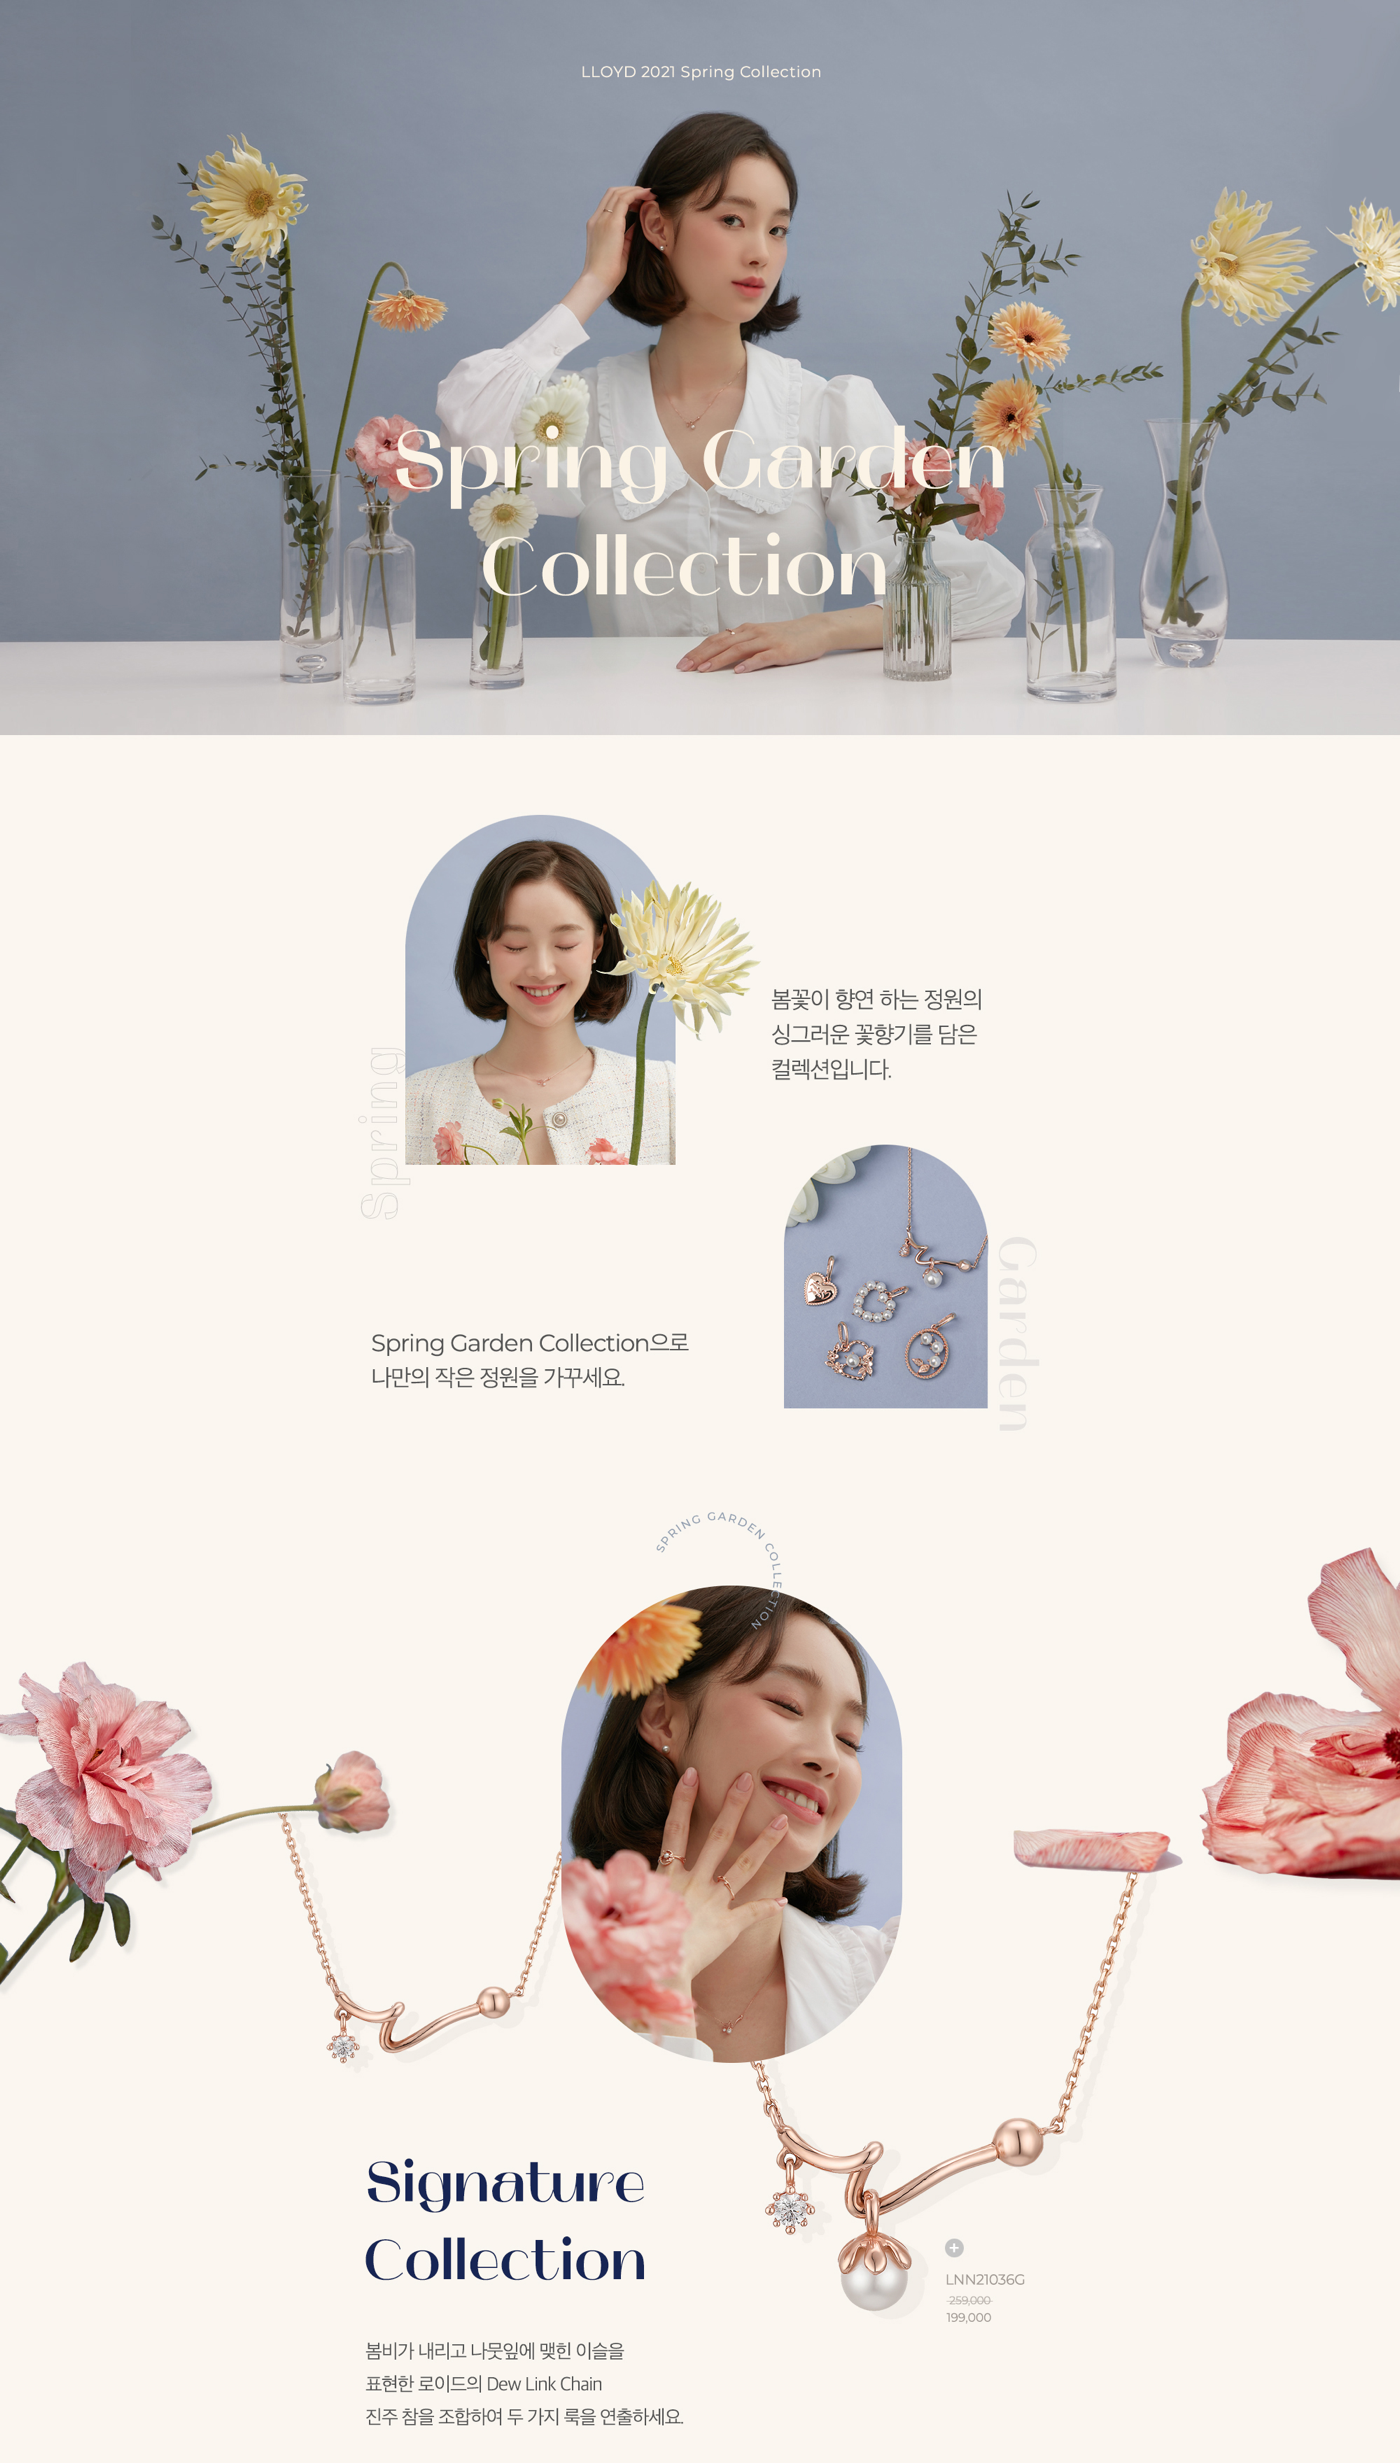 LLOYD 2021 Spring Collection
Spring Garden
Collection
봄꽃이 향연 하는 정원의
싱그러운 꽃향기를 담은
컬렉션입니다.
Spring
Garden
Spring Garden Collection으로
나만의 작은 정원을 가꾸세요.
SPRING GARDEN COLLECTION
Signature
Collection
LNN21036G
259,000
199,000
봄비가 내리고 나뭇잎에 맺힌 이슬을
표현한 로이드의 Dew Link Chain
진주 참을 조합하여 두 가지 룩을 연출하세요.